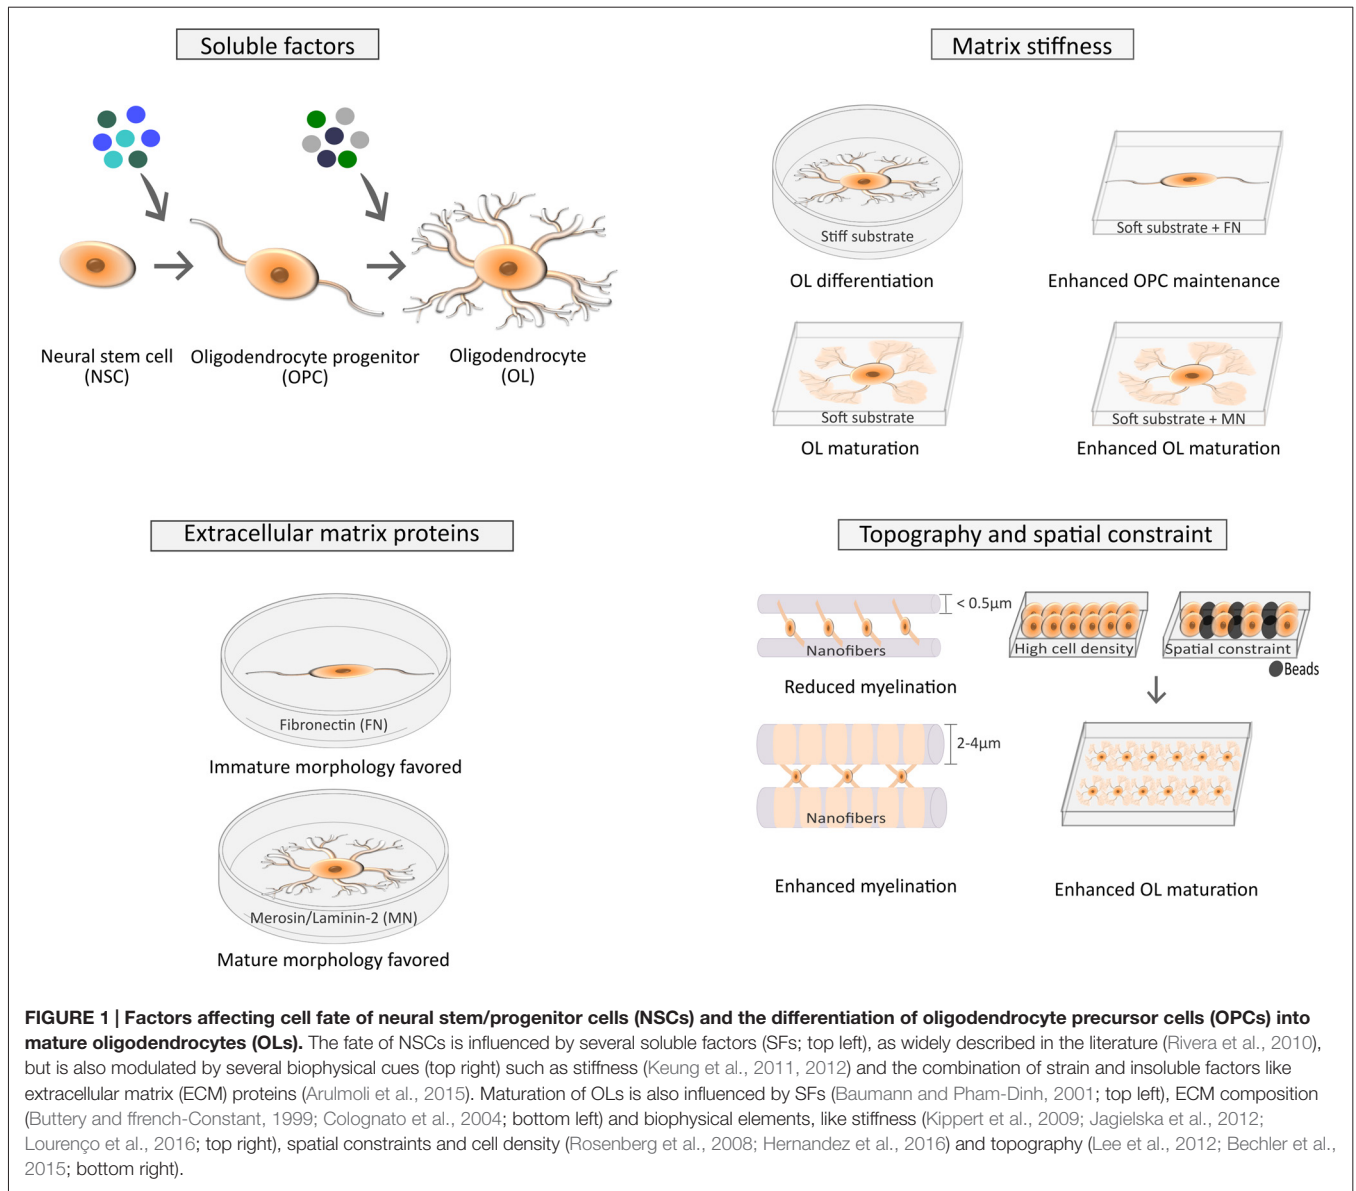 Soluble factors
Neural stem cell
(NSC)
Oligodendrocyte progenitor
(OPC)
Oligodendrocyte
(OL)
Matrix stiffness
Stiff substrate
OL differentiation
Soft substrate + FN
Enhanced OPC maintenance
Soft substrate
OL maturation
Soft substrate + MN
Enhanced OL maturation
Extracellular matrix proteins
Fibronectin (FN)
Immature morphology favored
Merosin/Laminin-2 (MN)
Mature morphology favored
Topography and spatial constraint
< 0.5µm
Nanofibers
Reduced myelination
High cell density
Spatial constraint
Beads
2-4µm
Nanofibers
Enhanced myelination
Enhanced OL maturation
FIGURE 1 | Factors affecting cell fate of neural stem/progenitor cells (NSCs) and the differentiation of oligodendrocyte precursor cells (OPCs) into
mature oligodendrocytes (OLs). The fate of NSCs is influenced by several soluble factors (SFs; top left), as widely described in the literature (Rivera et al., 2010),
but is also modulated by several biophysical cues (top right) such as stiffness (Keung et al., 2011, 2012) and the combination of strain and insoluble factors like
extracellular matrix (ECM) proteins (Arulmoli et al., 2015). Maturation of OLs is also influenced by SFs (Baumann and Pham-Dinh, 2001; top left), ECM composition
(Buttery and ffrench-Constant, 1999; Colognato et al., 2004; bottom left) and biophysical elements, like stiffness (Kippert et al., 2009; Jagielska et al., 2012;
Lourenço et al., 2016; top right), spatial constraints and cell density (Rosenberg et al., 2008; Hernandez et al., 2016) and topography (Lee et al., 2012; Bechler et al.,
2015; bottom right).